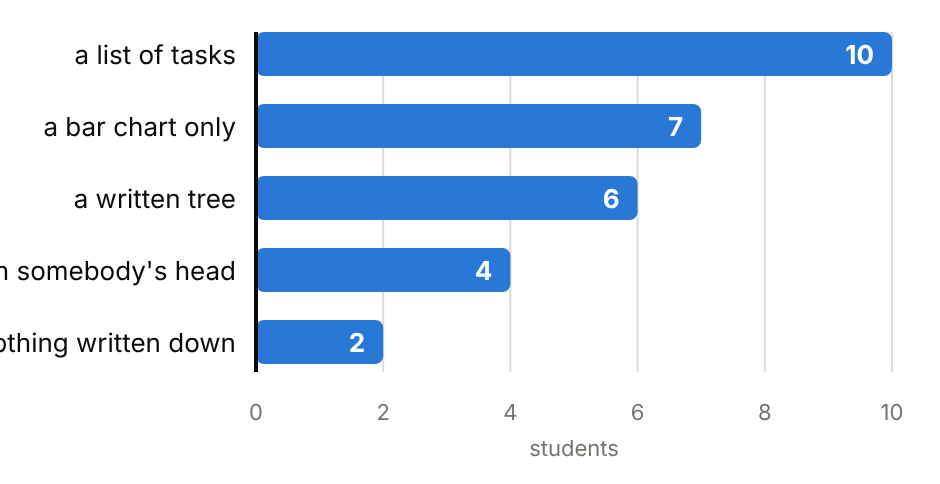 a list of tasks 10
a bar chart only 7
a written tree 6
somebody's head 4
written down 2
0 2 4 6 8 10
students